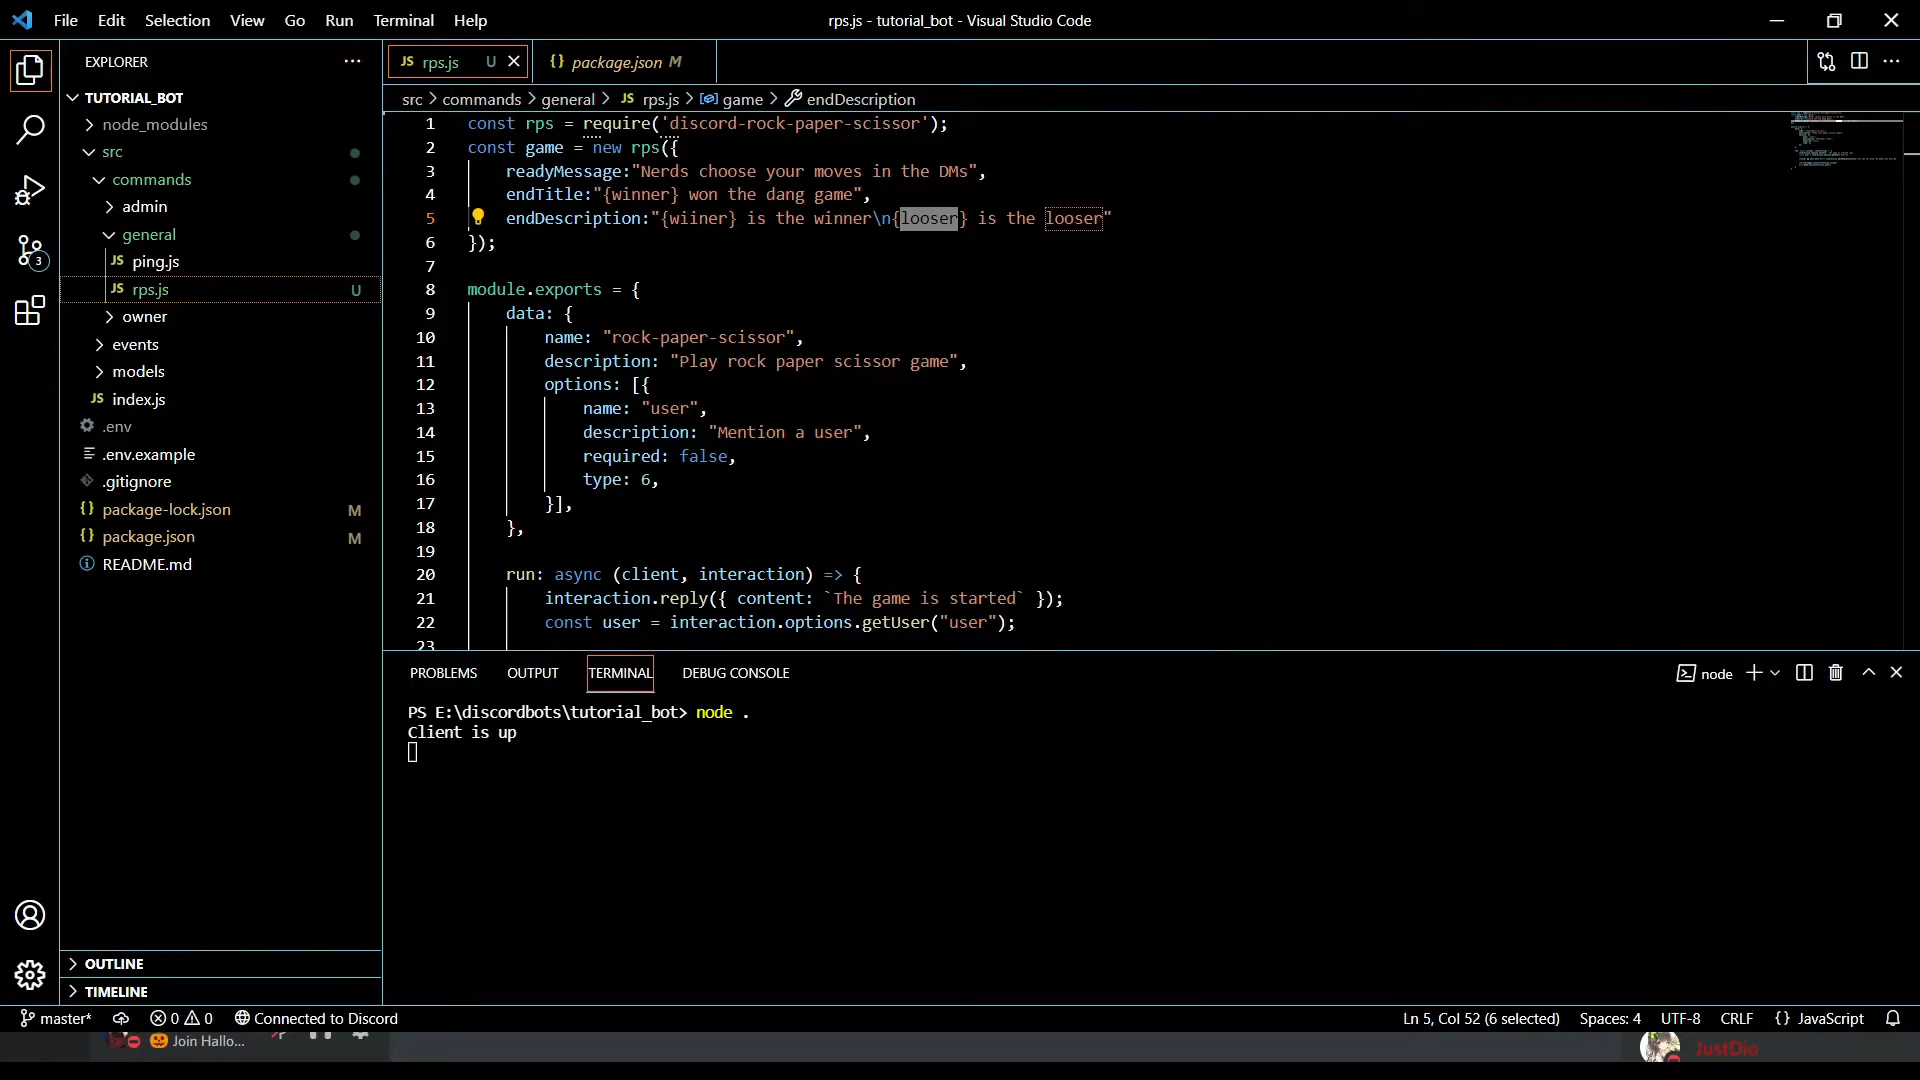 File Edit Selection View Go Run Terminal Help
rps.js - tutorial_bot - Visual Studio Code
EXPLORER
TUTORIAL_BOT
node_modules
src
commands
admin
general
JS ping.js
JS rps.js U
owner
events
models
JS index.js
.env
.env.example
.gitignore
{} package-lock.json M
{} package.json M
README.md
OUTLINE
TIMELINE
3
JS rps.js U
{} package.json M
src > commands > general > JS rps.js > game > endDescription
1 const rps = require('discord-rock-paper-scissor');
2 const game = new rps({
3 readyMessage:"Nerds choose your moves in the DMs",
4 endTitle:"{winner} won the dang game",
5 endDescription:"{wiiner} is the winner\n{looser} is the looser"
6 });
7
8 module.exports = {
9 data: {
10 name: "rock-paper-scissor",
11 description: "Play rock paper scissor game",
12 options: [{
13 name: "user",
14 description: "Mention a user",
15 required: false,
16 type: 6,
17 }],
18 },
19
20 run: async (client, interaction) => {
21 interaction.reply({ content: `The game is started` });
22 const user = interaction.options.getUser("user");
23
PROBLEMS OUTPUT TERMINAL DEBUG CONSOLE
node
PS E:\discordbots\tutorial_bot> node .
Client is up
master* 0 0 Connected to Discord
Ln 5, Col 52 (6 selected) Spaces: 4 UTF-8 CRLF {} JavaScript
Join Hallo...
JustDio